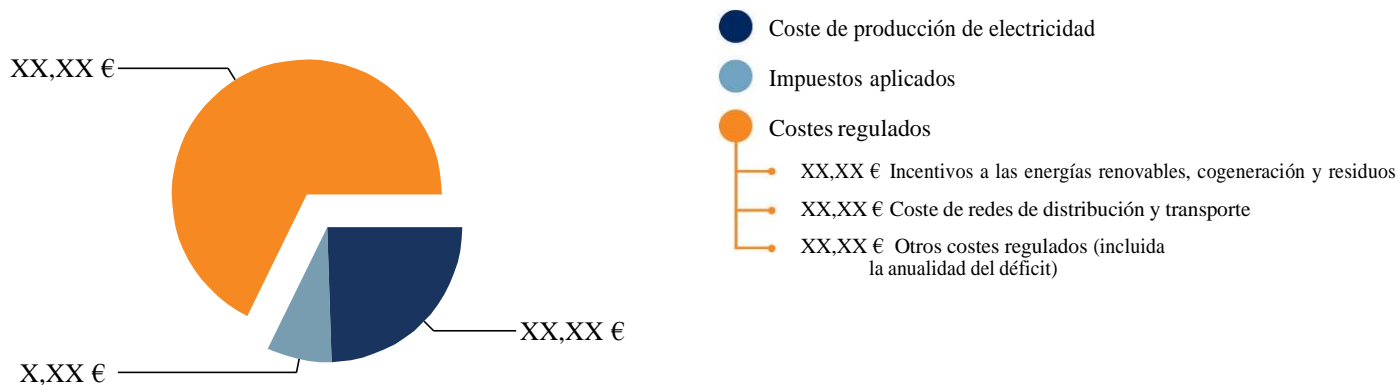 XX,XX €
XX,XX €
X,XX €
Coste de producción de electricidad
Impuestos aplicados
Costes regulados
XX,XX € Incentivos a las energías renovables, cogeneración y residuos
XX,XX € Coste de redes de distribución y transporte
XX,XX € Otros costes regulados (incluida
la anualidad del déficit)